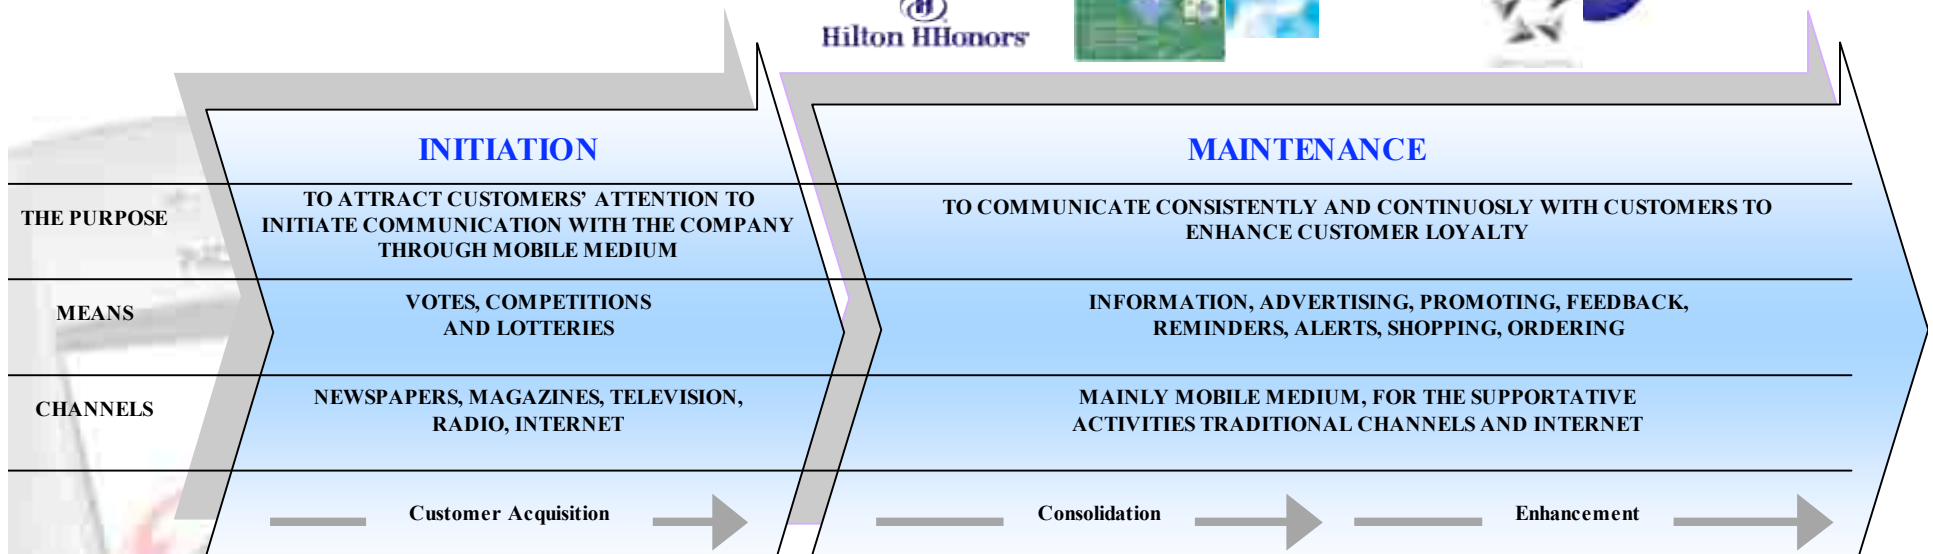 Hilton HHonors
INITIATION
MAINTENANCE
THE PURPOSE
TO ATTRACT CUSTOMERS’ ATTENTION TO
INITIATE COMMUNICATION WITH THE COMPANY
THROUGH MOBILE MEDIUM
TO COMMUNICATE CONSISTENTLY AND CONTINUOSLY WITH CUSTOMERS TO
ENHANCE CUSTOMER LOYALTY
MEANS
VOTES, COMPETITIONS
AND LOTTERIES
INFORMATION, ADVERTISING, PROMOTING, FEEDBACK,
REMINDERS, ALERTS, SHOPPING, ORDERING
CHANNELS
NEWSPAPERS, MAGAZINES, TELEVISION,
RADIO, INTERNET
MAINLY MOBILE MEDIUM, FOR THE SUPPORTATIVE
ACTIVITIES TRADITIONAL CHANNELS AND INTERNET
Customer Acquisition
Consolidation
Enhancement